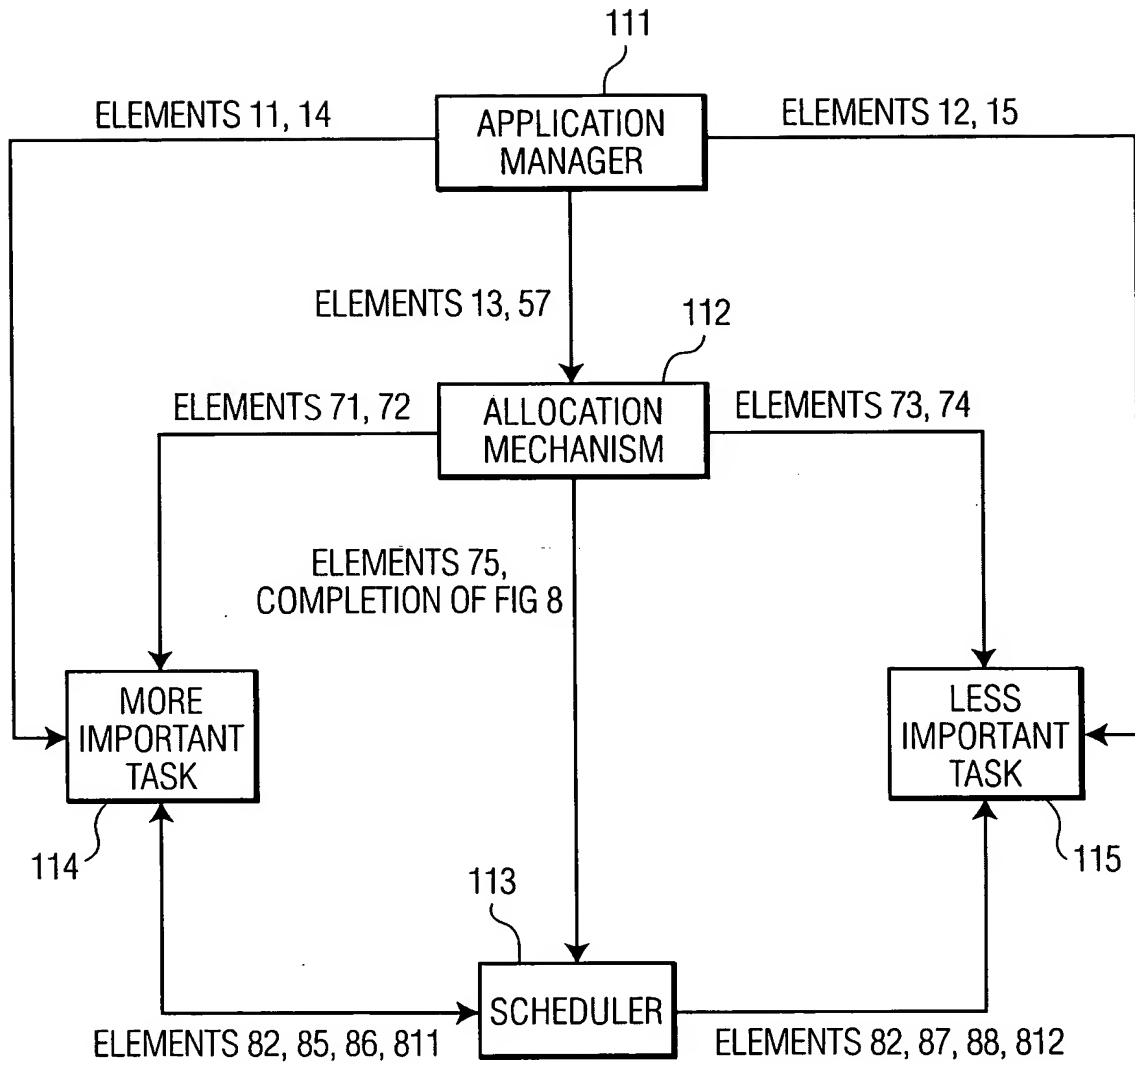 111
ELEMENTS 11, 14
APPLICATION
MANAGER
ELEMENTS 12, 15
ELEMENTS 13, 57
112
ELEMENTS 71, 72
ALLOCATION
MECHANISM
ELEMENTS 73, 74
ELEMENTS 75,
COMPLETION OF FIG 8
MORE
IMPORTANT
TASK
LESS
IMPORTANT
TASK
114
115
113
SCHEDULER
ELEMENTS 82, 85, 86, 811
ELEMENTS 82, 87, 88, 812